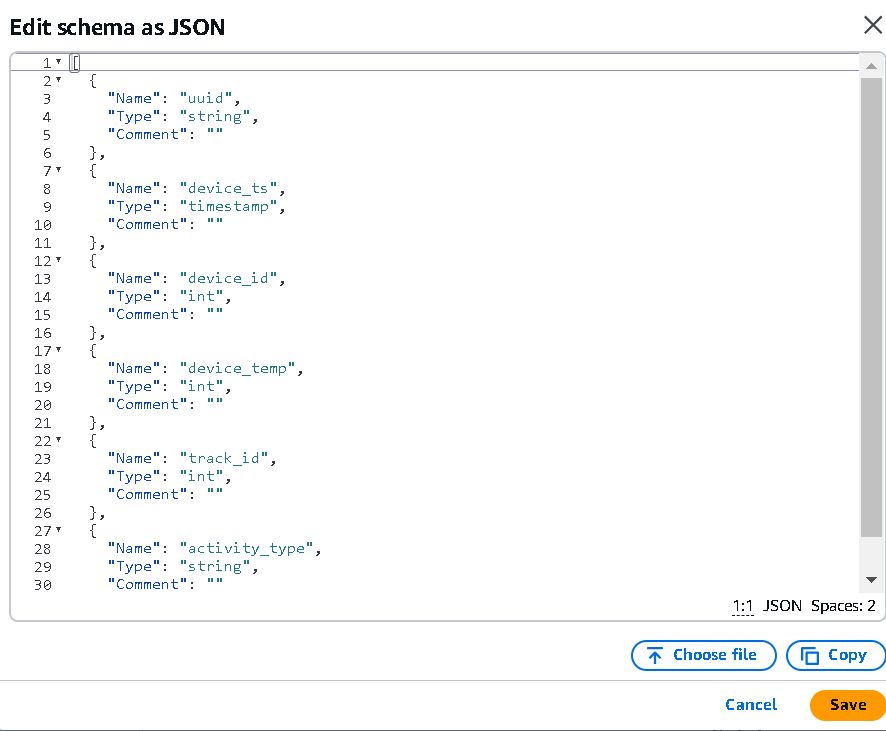 Edit schema as JSON
1 [
2 {
3 "Name": "uuid",
4 "Type": "string",
5 "Comment": ""
6 },
7 {
8 "Name": "device_ts",
9 "Type": "timestamp",
10 "Comment": ""
11 },
12 {
13 "Name": "device_id",
14 "Type": "int",
15 "Comment": ""
16 },
17 {
18 "Name": "device_temp",
19 "Type": "int",
20 "Comment": ""
21 },
22 {
23 "Name": "track_id",
24 "Type": "int",
25 "Comment": ""
26 },
27 {
28 "Name": "activity_type",
29 "Type": "string",
30 "Comment": ""
1:1 JSON Spaces: 2
Choose file Copy
Cancel Save